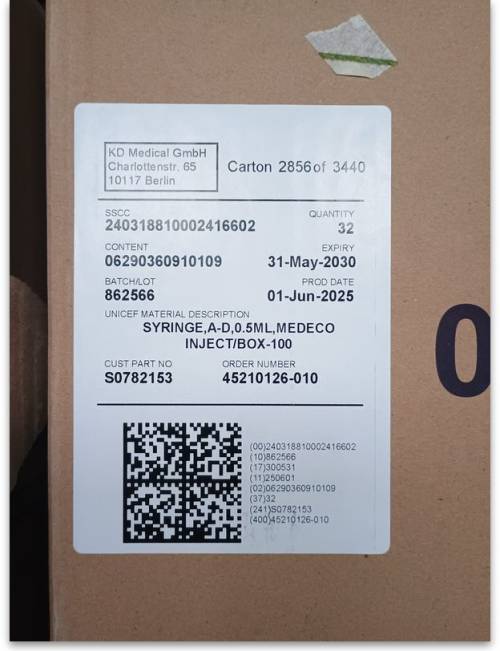 KD Medical GmbH
Charlottenstr. 65
10117 Berlin
Carton 2856of 3440
SSCC
240318810002416602
QUANTITY
32
CONTENT
06290360910109
EXPIRY
31-May-2030
BATCH/LOT
862566
PROD DATE
01-Jun-2025
UNICEF MATERIAL DESCRIPTION
SYRINGE,A-D,0.5ML,MEDECO
INJECT/BOX-100
CUST PART NO
S0782153
ORDER NUMBER
45210126-010
(00)240318810002416602
(10)862566
(17)300531
(11)250601
(02)06290360910109
(37)32
(241)S0782153
(400)45210126-010
0